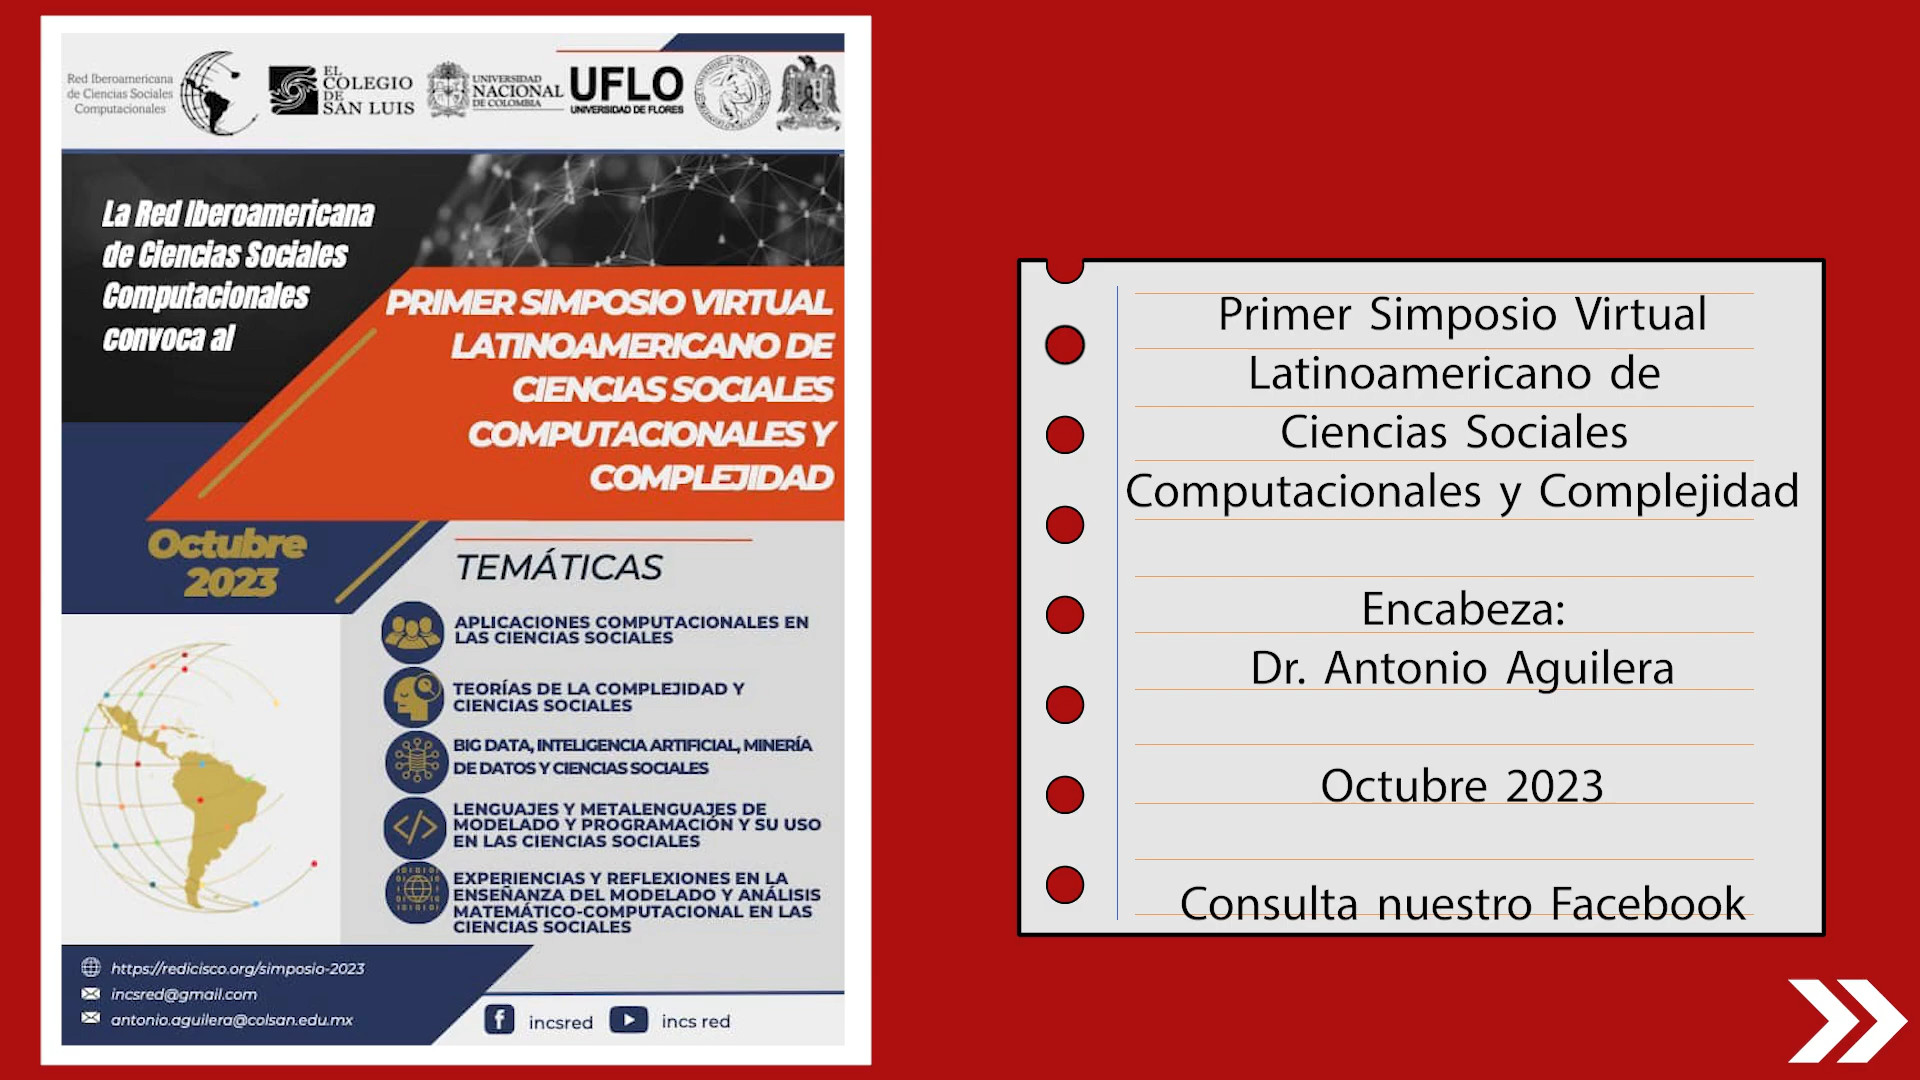 Red Iberoamericana
de Ciencias Sociales
Computacionales
EL
COLEGIO
DE
SAN LUIS
UNIVERSIDAD
NACIONAL
DE COLOMBIA
UFLO
UNIVERSIDAD DE FLORES
La Red Iberoamericana
de Ciencias Sociales
Computacionales
convoca al
PRIMER SIMPOSIO VIRTUAL
LATINOAMERICANO DE
CIENCIAS SOCIALES
COMPUTACIONALES Y
COMPLEJIDAD
Octubre
2023
TEMÁTICAS
APLICACIONES COMPUTACIONALES EN
LAS CIENCIAS SOCIALES
TEORÍAS DE LA COMPLEJIDAD Y
CIENCIAS SOCIALES
BIG DATA, INTELIGENCIA ARTIFICIAL, MINERÍA
DE DATOS Y CIENCIAS SOCIALES
LENGUAJES Y METALENGUAJES DE
MODELADO Y PROGRAMACIÓN Y SU USO
EN LAS CIENCIAS SOCIALES
EXPERIENCIAS Y REFLEXIONES EN LA
ENSEÑANZA DEL MODELADO Y ANÁLISIS
MATEMÁTICO-COMPUTACIONAL EN LAS
CIENCIAS SOCIALES
https://redicisco.org/simposio-2023
incsred@gmail.com
antonio.aguilera@colsan.edu.mx
incsred
incs red
Primer Simposio Virtual
Latinoamericano de
Ciencias Sociales
Computacionales y Complejidad
Encabeza:
Dr. Antonio Aguilera
Octubre 2023
Consulta nuestro Facebook